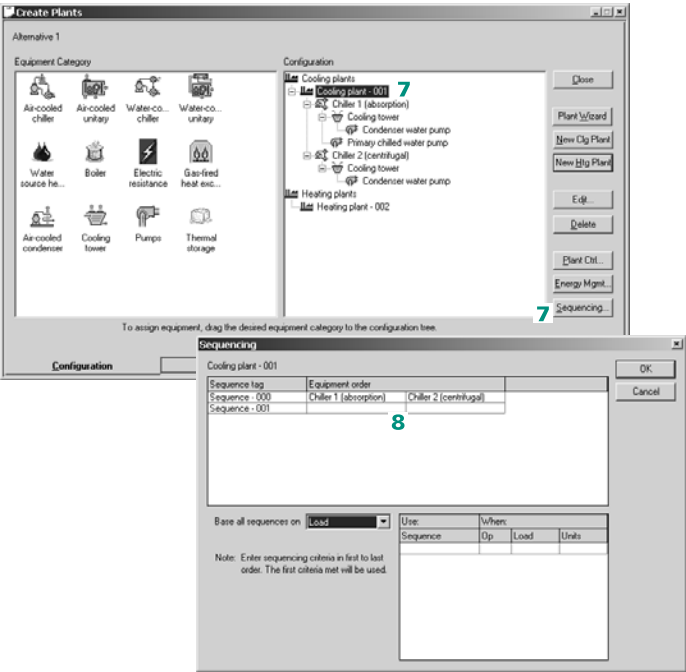 Create Plants
Alternative 1
Equipment Category
Configuration
Air-cooled chiller
Air-cooled unitary
Water-co... chiller
Water-co... unitary
Water source he...
Boiler
Electric resistance
Gas-fired heat exc...
Air-cooled condenser
Cooling tower
Pumps
Thermal storage
Cooling plants
Cooling plant - 001
7
Chiller 1 (absorption)
Cooling tower
Condenser water pump
Primary chilled water pump
Chiller 2 (centrifugal)
Cooling tower
Condenser water pump
Heating plants
Heating plant - 002
Close
Plant Wizard
New Clg Plant
New Htg Plant
Edit...
Delete
Plant Ctrl...
Energy Mgmt...
7 Sequencing...
To assign equipment, drag the desired equipment category to the configuration tree.
Configuration
Sequencing
Cooling plant - 001
OK
Cancel
Sequence tag Equipment order
Sequence - 000 Chiller 1 (absorption) Chiller 2 (centrifugal)
Sequence - 001
8
Base all sequences on Load
Note: Enter sequencing criteria in first to last
order. The first criteria met will be used.
Use: When:
Sequence Op Load Units